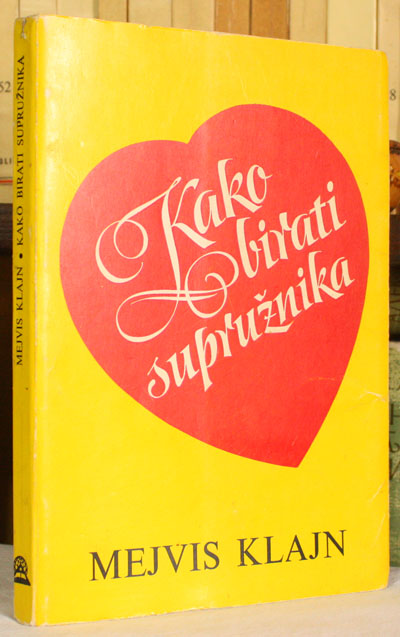 MEJVIS KLAJN • KAKO BIRATI SUPRUŽNIKA
Kako
birati
supružnika
MEJVIS KLAJN